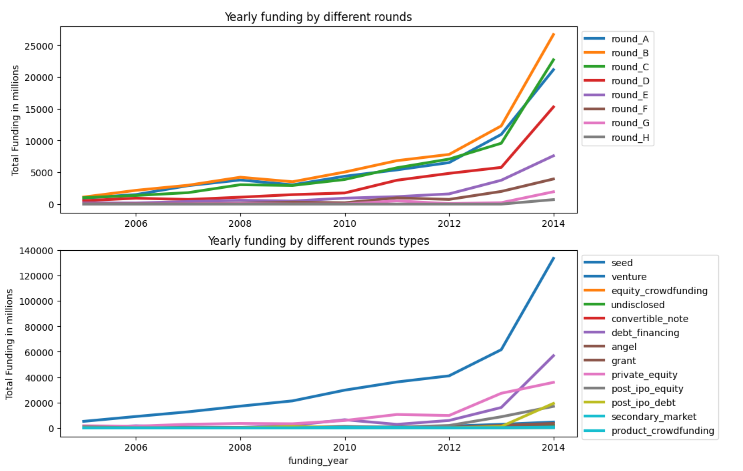 Yearly funding by different rounds
Total Funding in millions
25000
20000
15000
10000
5000
0
2006
2008
2010
2012
2014
round_A
round_B
round_C
round_D
round_E
round_F
round_G
round_H
Yearly funding by different rounds types
Total Funding in millions
140000
120000
100000
80000
60000
40000
20000
0
2006
2008
2010
2012
2014
funding_year
seed
venture
equity_crowdfunding
undisclosed
convertible_note
debt_financing
angel
grant
private_equity
post_ipo_equity
post_ipo_debt
secondary_market
product_crowdfunding